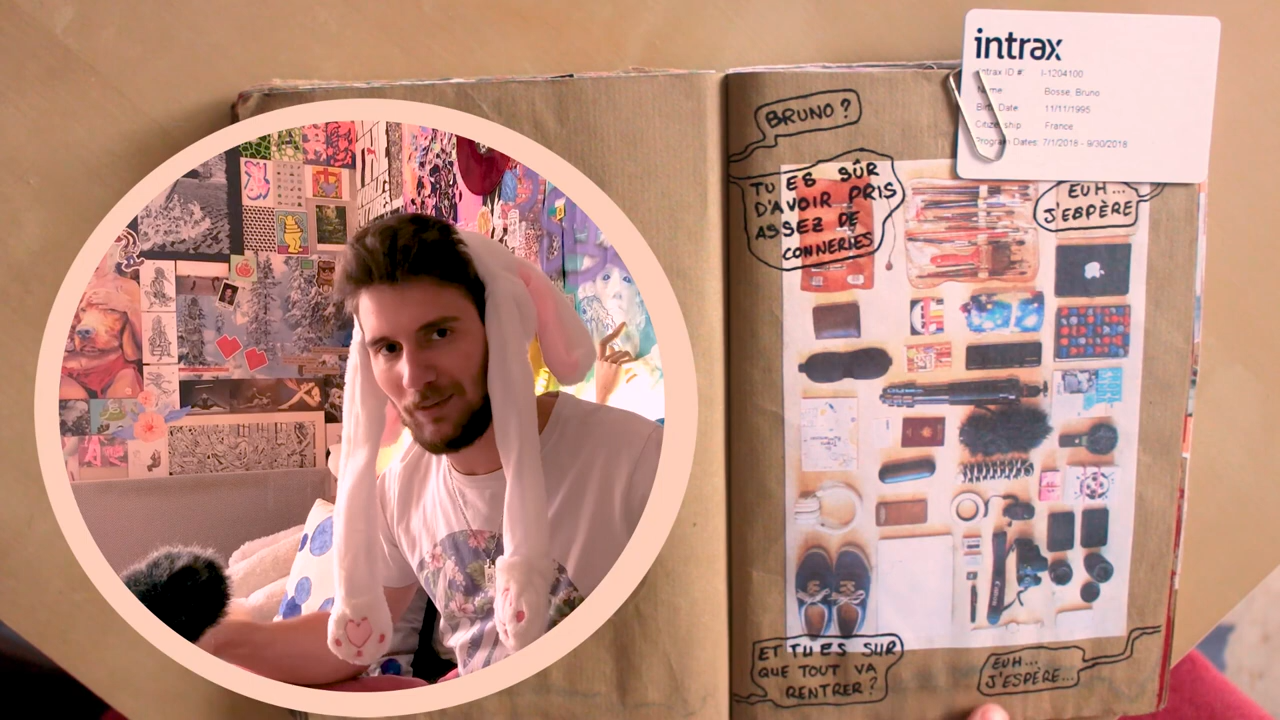 intrax
Intrax ID #: I-1204100
Name: Bosse, Bruno
Birth Date: 11/11/1995
Citizenship France
Program Dates: 7/1/2018 - 9/30/2018
BRUNO ?
TU ES SÛR
D'AVOIR PRIS
ASSEZ DE
CONNERIES
EUH...
J'ESPÈRE
ET TU ES SUR
QUE TOUT VA
RENTRER ?
EUH...
J'ESPÈRE...